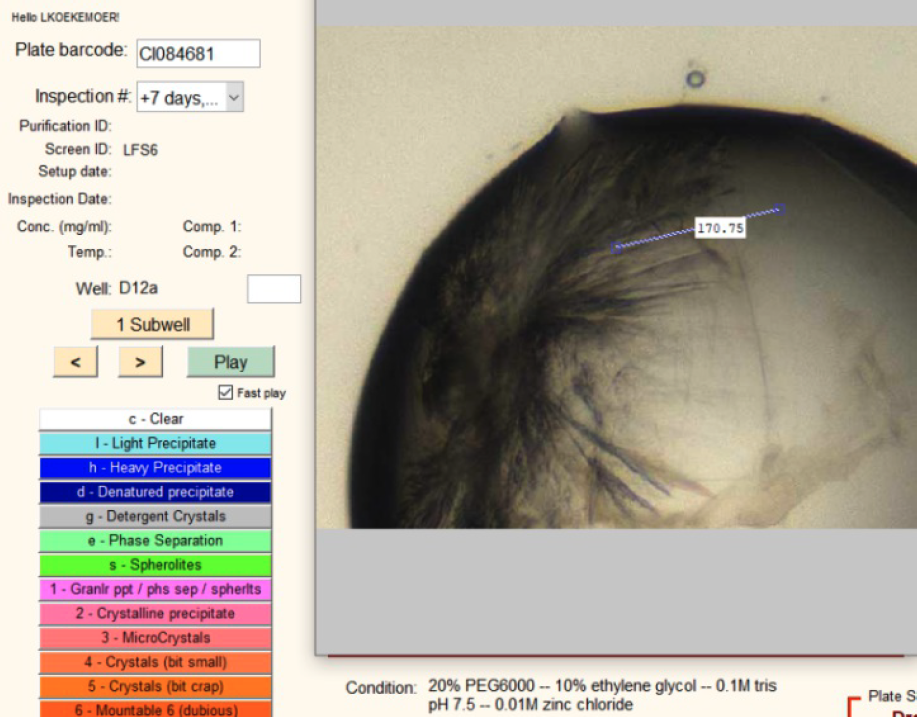 Hello LKOEKEMOER!
Plate barcode: CI084681
Inspection #: +7 days,...
Purification ID:
Screen ID: LFS6
Setup date:
Inspection Date:
Conc. (mg/ml): Comp. 1:
Temp.: Comp. 2:
Well: D12a
1 Subwell
< > Play
Fast play
c - Clear
l - Light Precipitate
h - Heavy Precipitate
d - Denatured precipitate
g - Detergent Crystals
e - Phase Separation
s - Spherolites
1 - Granlr ppt / phs sep / spherlts
2 - Crystalline precipitate
3 - MicroCrystals
4 - Crystals (bit small)
5 - Crystals (bit crap)
6 - Mountable 6 (dubious)
170.75
Condition: 20% PEG6000 -- 10% ethylene glycol -- 0.1M tris
pH 7.5 -- 0.01M zinc chloride
Plate